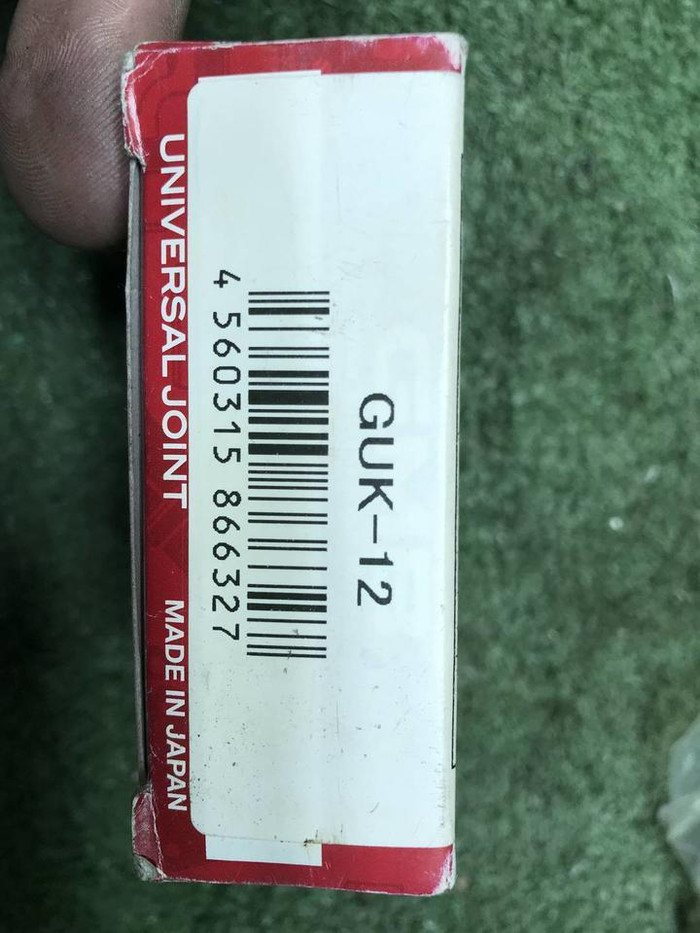 GUK-12
4 560315 866327
UNIVERSAL JOINT MADE IN JAPAN